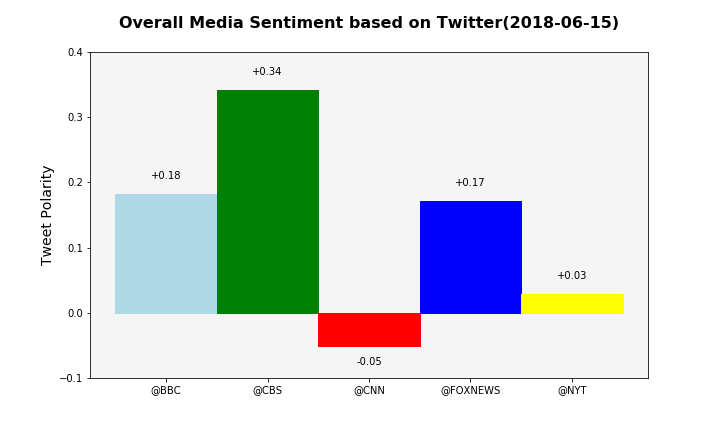 Overall Media Sentiment based on Twitter(2018-06-15)
Tweet Polarity
0.4
0.3
0.2
0.1
0.0
−0.1
+0.18
+0.34
-0.05
+0.17
+0.03
@BBC
@CBS
@CNN
@FOXNEWS
@NYT